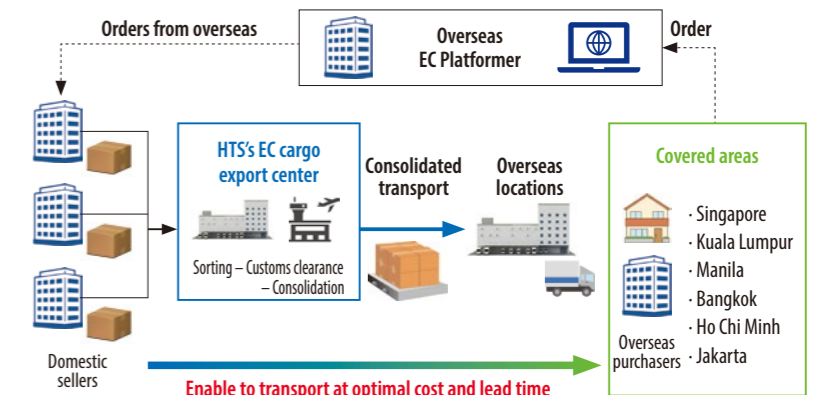 Orders from overseas
Overseas
EC Platformer
Order
HTS's EC cargo
export center
Sorting – Customs clearance
– Consolidation
Consolidated
transport
Overseas
locations
Covered areas
· Singapore
· Kuala Lumpur
· Manila
· Bangkok
· Ho Chi Minh
· Jakarta
Overseas
purchasers
Domestic
sellers
Enable to transport at optimal cost and lead time